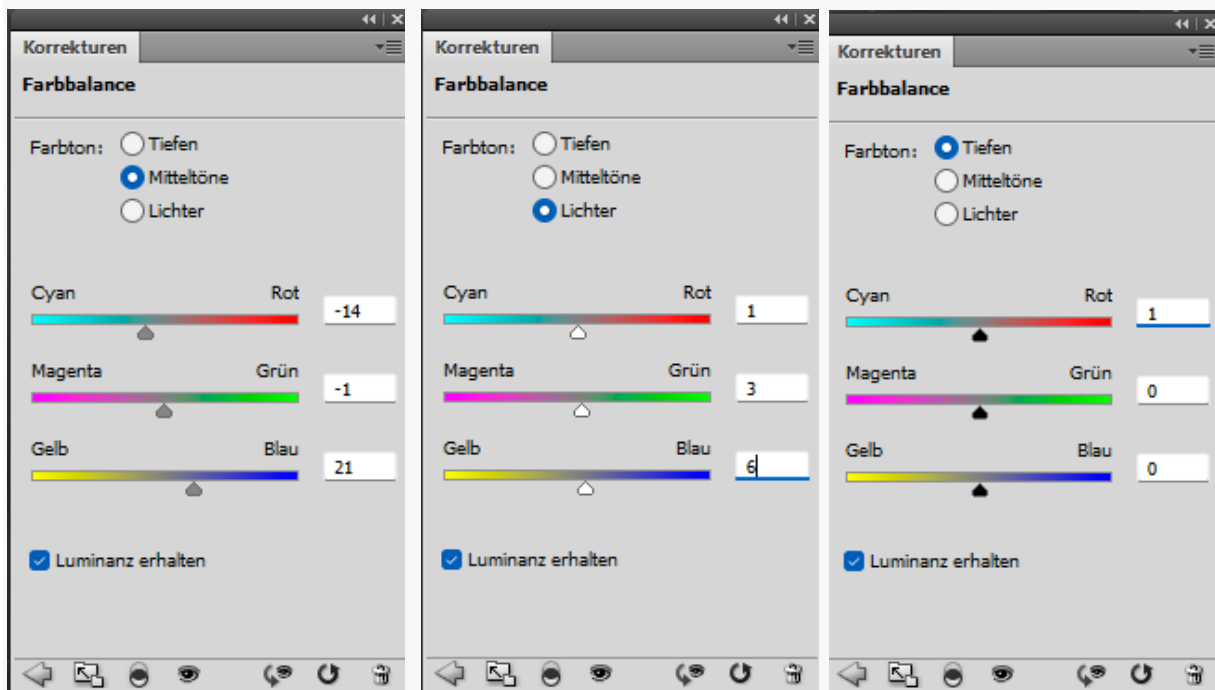 Korrekturen
Farbbalance
Farbton: Tiefen
Mitteltöne
Lichter
Cyan Rot -14
Magenta Grün -1
Gelb Blau 21
Luminanz erhalten
Korrekturen
Farbbalance
Farbton: Tiefen
Mitteltöne
Lichter
Cyan Rot 1
Magenta Grün 3
Gelb Blau 6
Luminanz erhalten
Korrekturen
Farbbalance
Farbton: Tiefen
Mitteltöne
Lichter
Cyan Rot 1
Magenta Grün 0
Gelb Blau 0
Luminanz erhalten